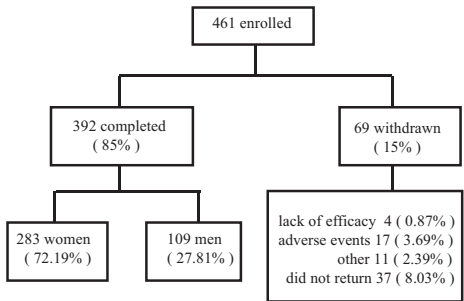 461 enrolled
392 completed
( 85% )
69 withdrawn
( 15% )
283 women
( 72.19% )
109 men
( 27.81% )
lack of efficacy 4 ( 0.87% )
adverse events 17 ( 3.69% )
other 11 ( 2.39% )
did not return 37 ( 8.03% )